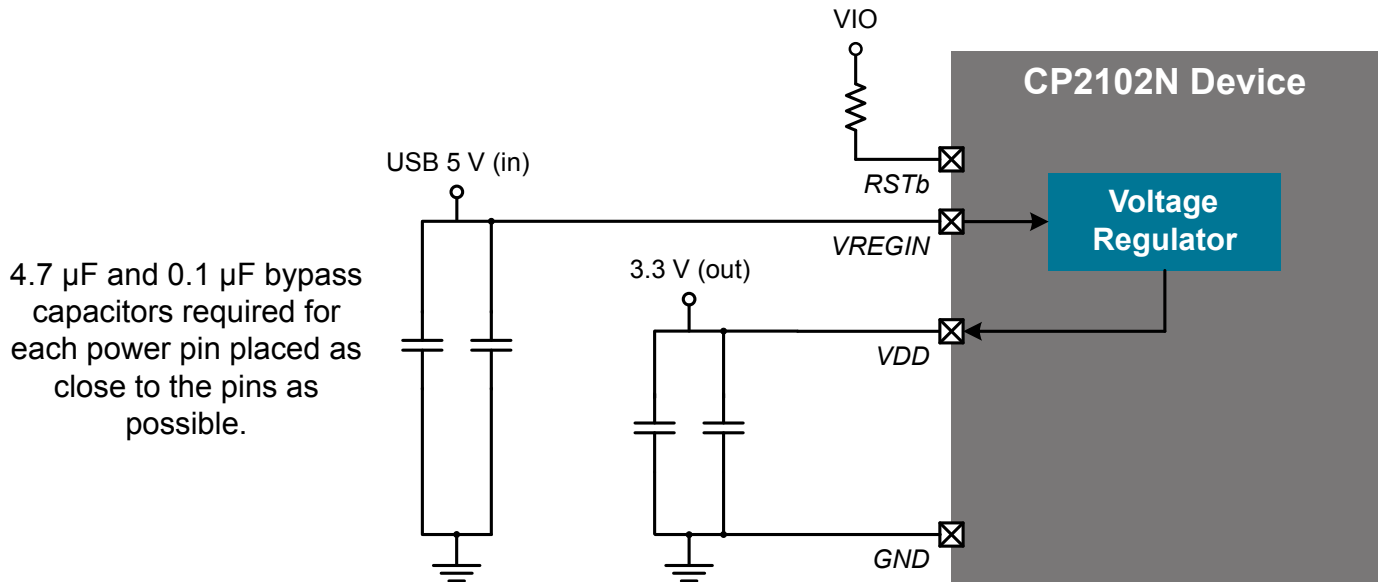 VIO
CP2102N Device
USB 5 V (in)
RSTb
Voltage
Regulator
VREGIN
4.7 µF and 0.1 µF bypass
capacitors required for
each power pin placed as
close to the pins as
possible.
3.3 V (out)
VDD
GND